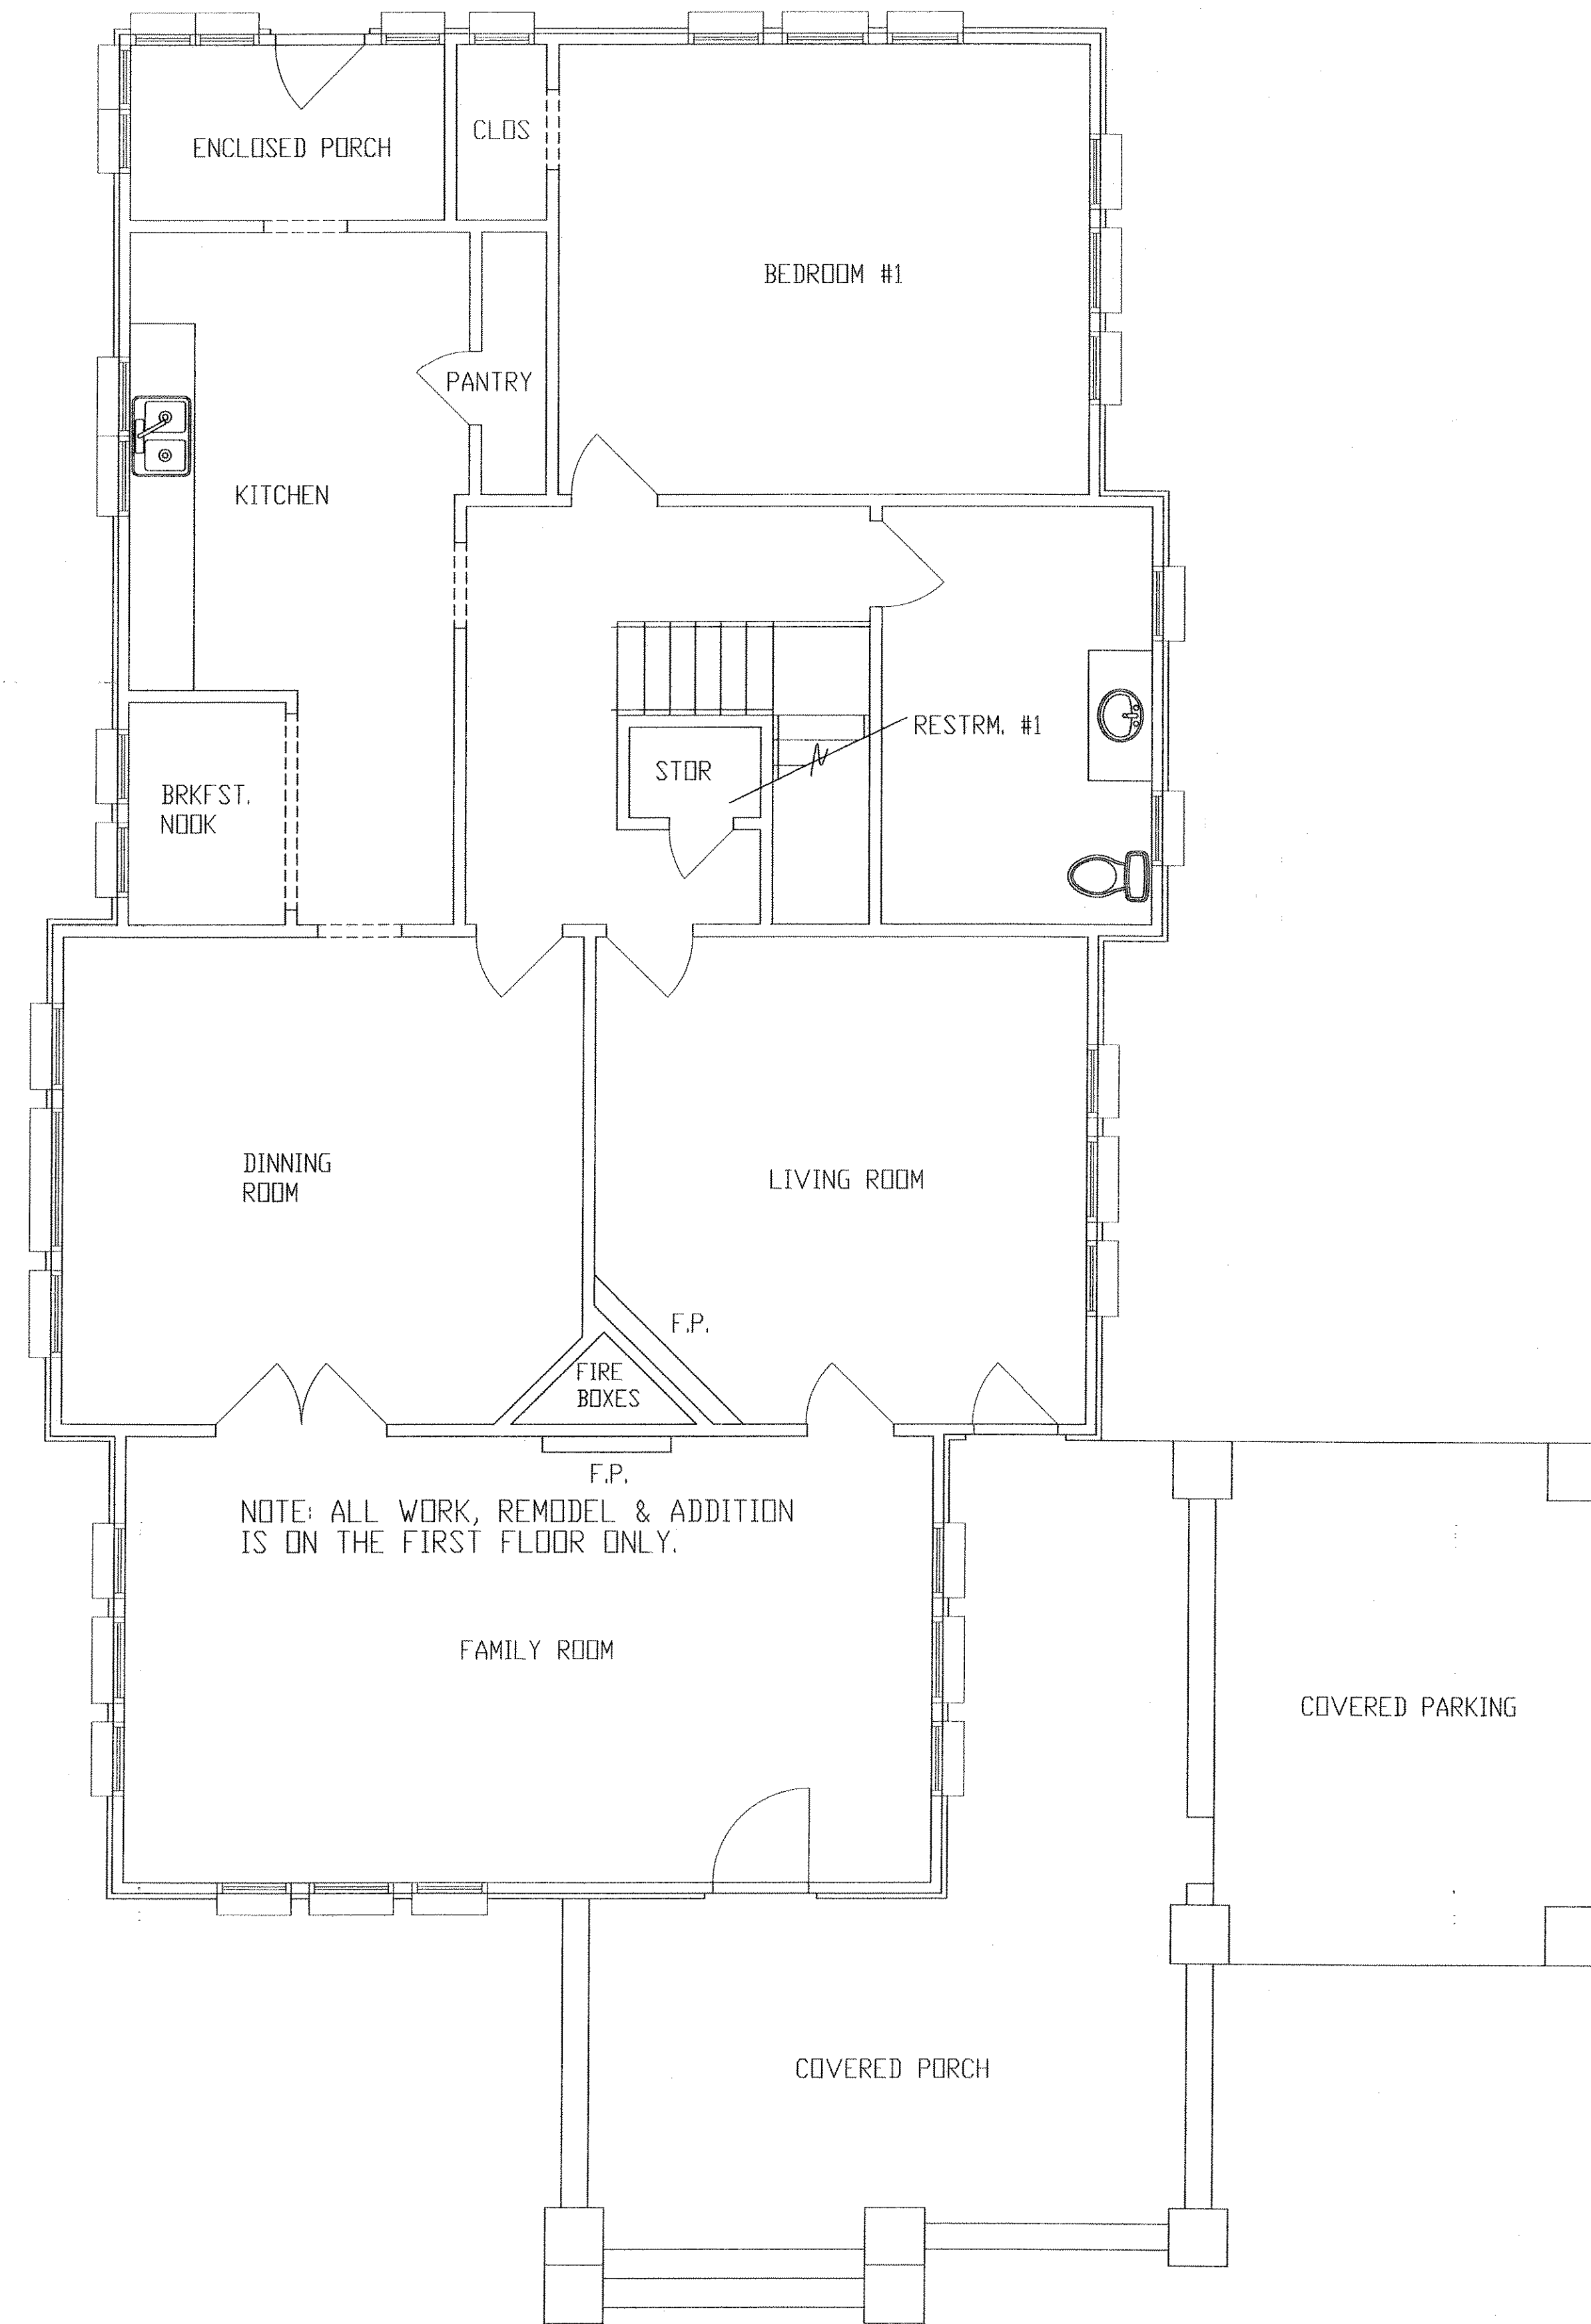 ENCLOSED PORCH
CLOS
BEDROOM #1
PANTRY
KITCHEN
RESTRM. #1
STOR
BRKFST.
NOOK
DINNING
ROOM
LIVING ROOM
F.P.
FIRE
BOXES
F.P.
NOTE: ALL WORK, REMODEL & ADDITION
IS ON THE FIRST FLOOR ONLY.
FAMILY ROOM
COVERED PARKING
COVERED PORCH